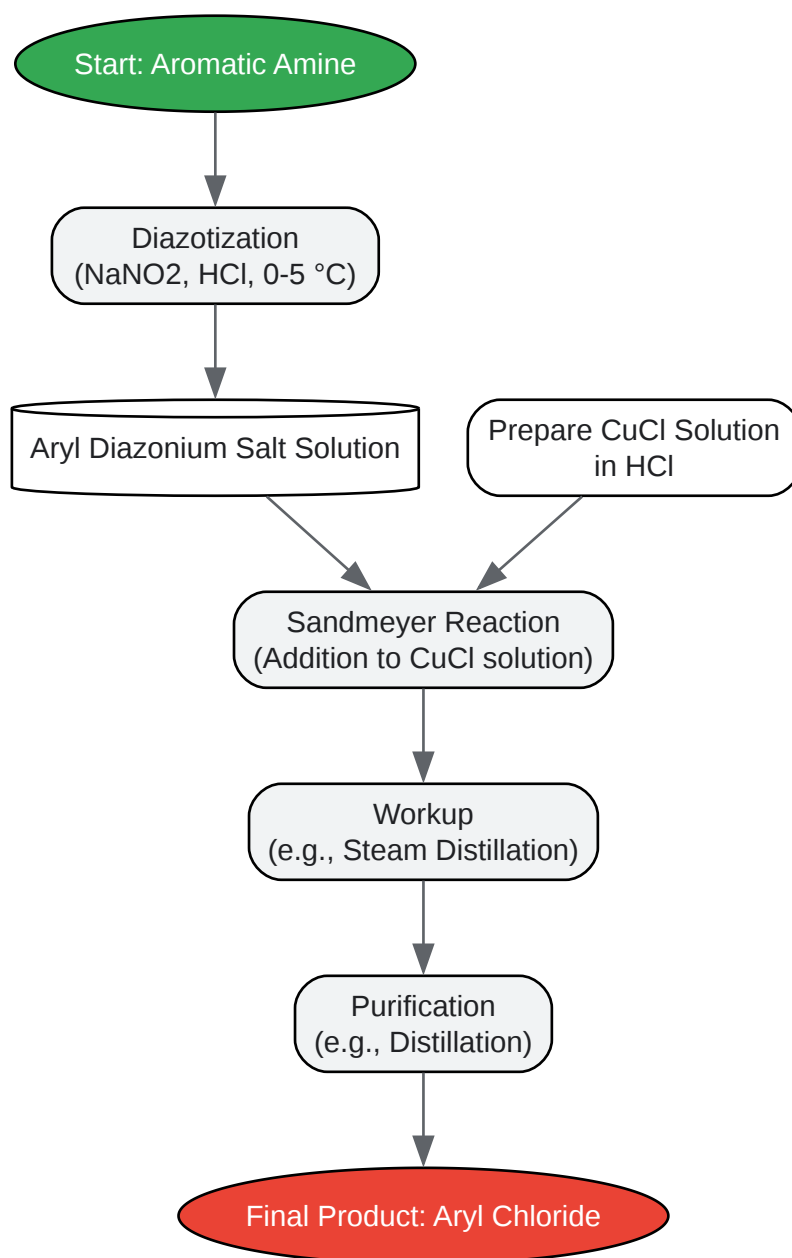 Start: Aromatic Amine
Diazotization
(NaNO2, HCl, 0-5 °C)
Aryl Diazonium Salt Solution
Prepare CuCl Solution
in HCl
Sandmeyer Reaction
(Addition to CuCl solution)
Workup
(e.g., Steam Distillation)
Purification
(e.g., Distillation)
Final Product: Aryl Chloride